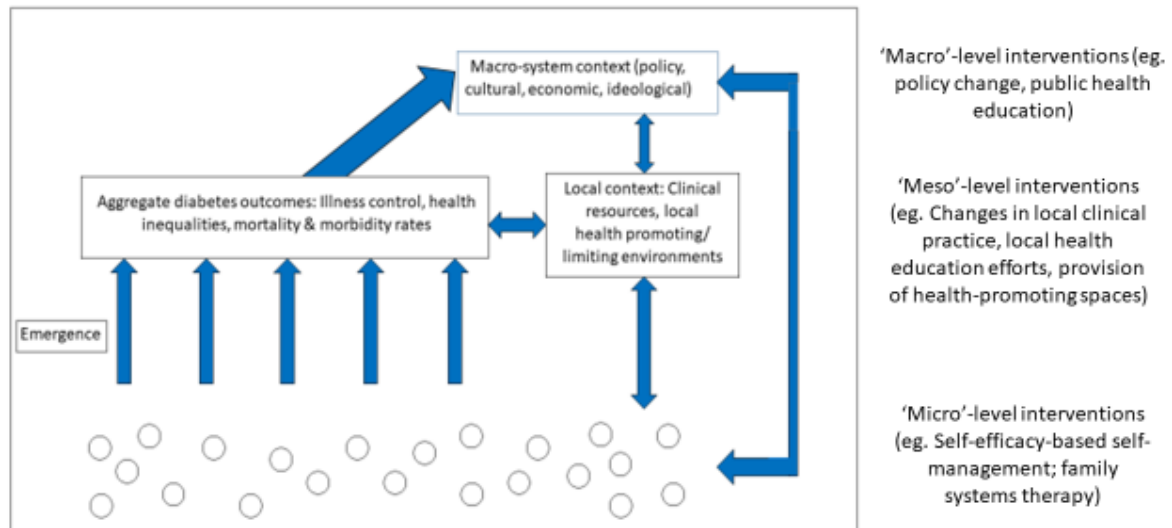 Macro-system context (policy,
cultural, economic, ideological)
Aggregate diabetes outcomes: Illness control, health
inequalities, mortality & morbidity rates
Local context: Clinical
resources, local
health promoting/
limiting environments
Emergence
'Macro'-level interventions (eg.
policy change, public health
education)
'Meso'-level interventions
(eg. Changes in local clinical
practice, local health
education efforts, provision
of health-promoting spaces)
'Micro'-level interventions
(eg. Self-efficacy-based self-
management; family
systems therapy)